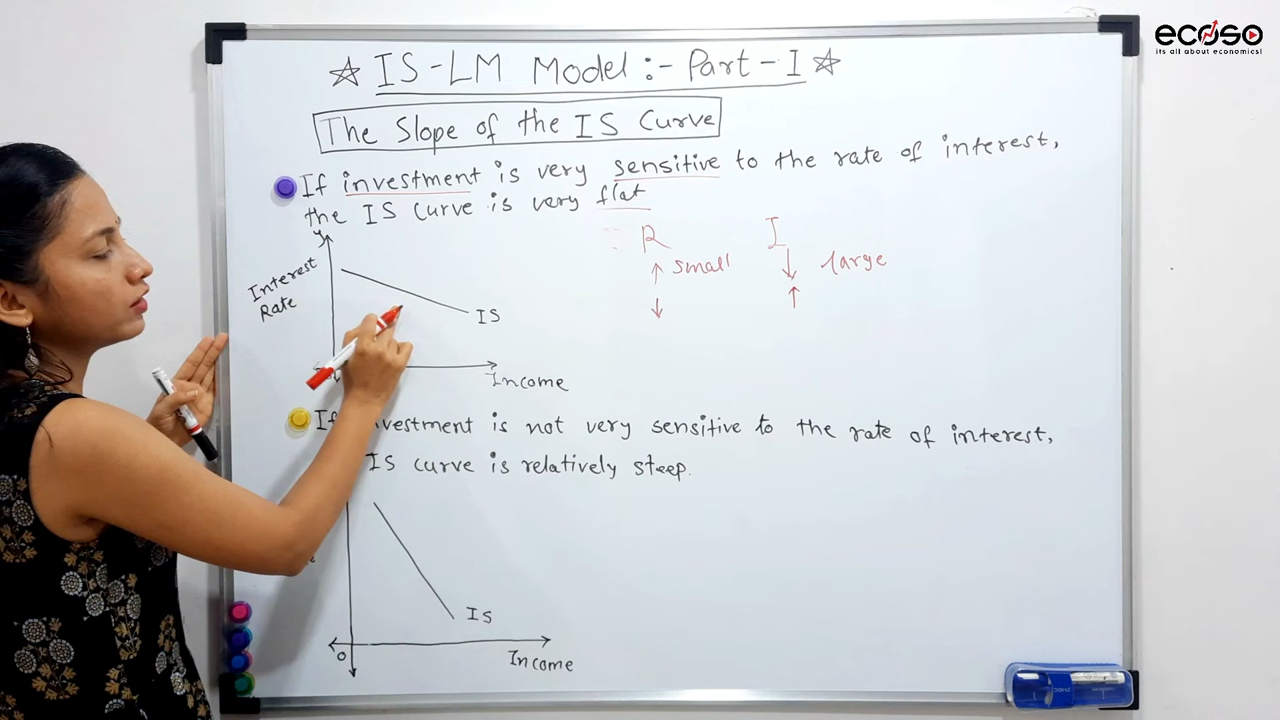 ecoso
its all about economics!
☆ IS-LM Model :- Part-I ☆
The Slope of the IS Curve
If investment is very sensitive to the rate of interest,
the IS Curve is very flat
R I
↑ small ↓ large
↓ ↑
y
Interest
Rate
IS
Income
If investment is not very sensitive to the rate of interest,
IS curve is relatively steep.
IS
O
Income